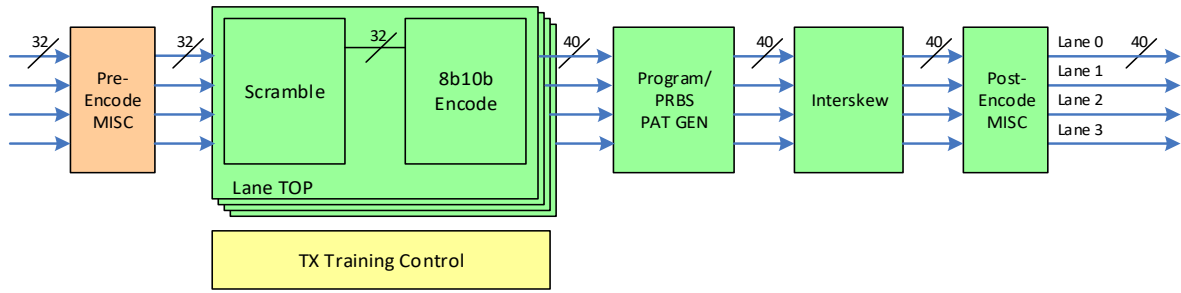 32
Pre-
Encode
MISC
32
Scramble
32
8b10b
Encode
Lane TOP
40
Program/
PRBS
PAT GEN
40
Interskew
40
Post-
Encode
MISC
Lane 0
40
Lane 1
Lane 2
Lane 3
TX Training Control